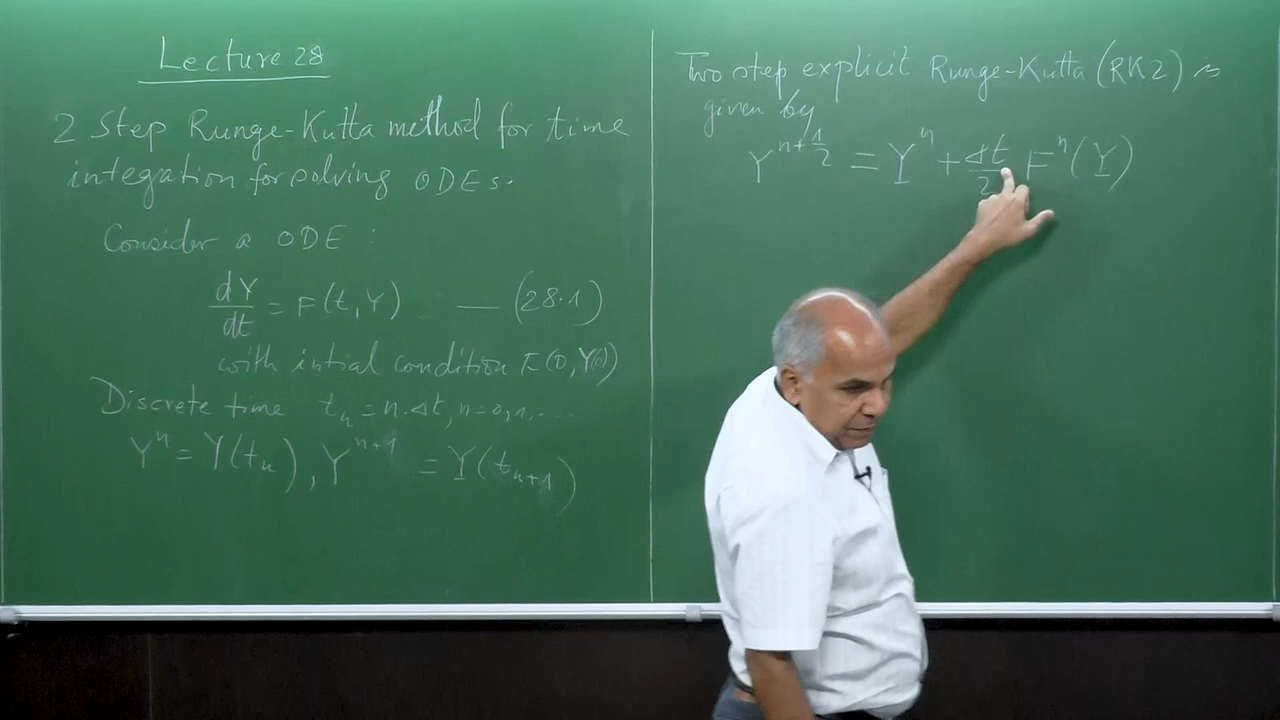 Lecture 28
2 Step Runge-Kutta method for time
integration for solving ODEs.
Consider a ODE :
dY/dt = F(t, Y) — (28.1)
with intial condition F(0, Y(0))
Discrete time t_n = n.Δt, n=0,1,....
Y^n = Y(t_n), Y^{n+1} = Y(t_{n+1})
Two step explicit Runge-Kutta (RK2) is
given by
Y^{n+1/2} = Y^n + Δt/2 F^n(Y)